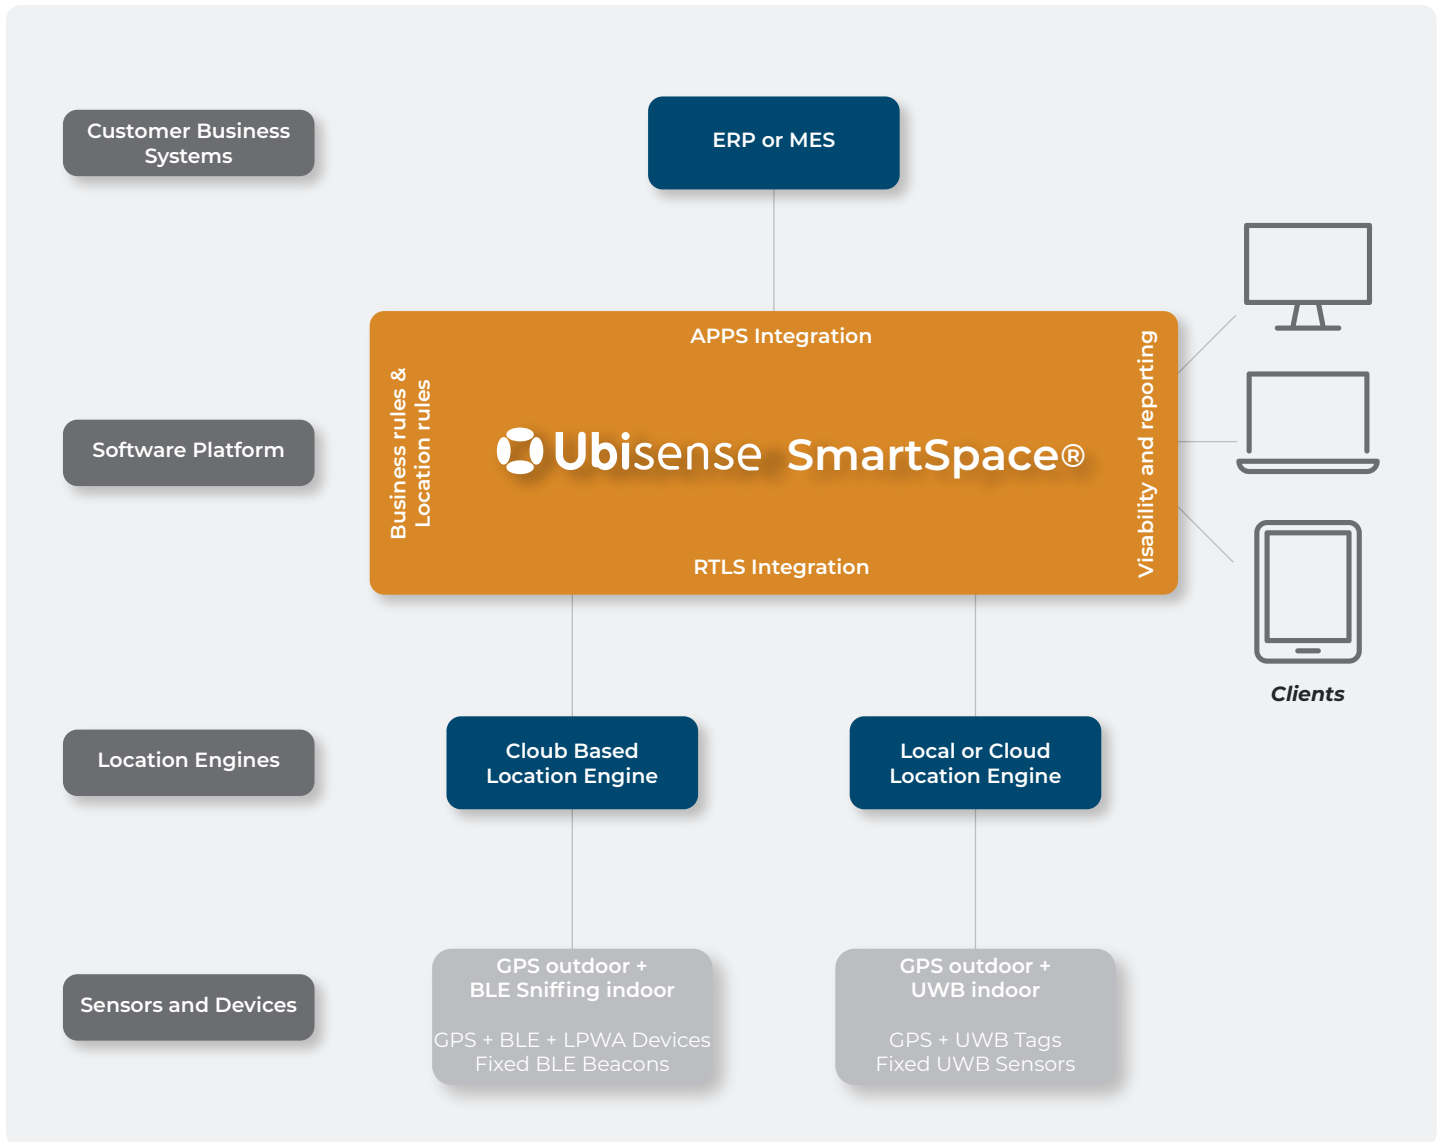 Customer Business
Systems
ERP or MES
APPS Integration
Business rules &
Location rules
Software Platform
Ubisense SmartSpace®
Visability and reporting
RTLS Integration
Clients
Location Engines
Cloub Based
Location Engine
Local or Cloud
Location Engine
Sensors and Devices
GPS outdoor +
BLE Sniffing indoor
GPS + BLE + LPWA Devices
Fixed BLE Beacons
GPS outdoor +
UWB indoor
GPS + UWB Tags
Fixed UWB Sensors